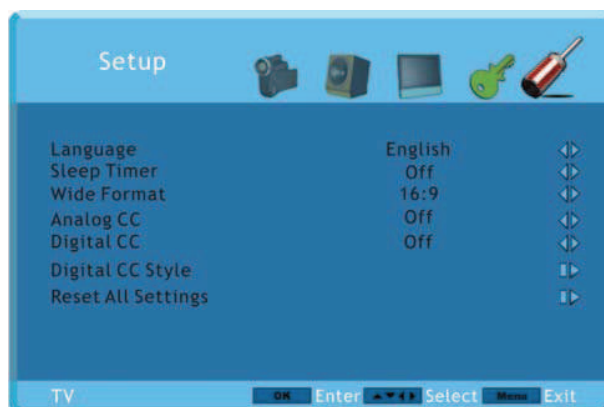 Setup
Language English
Sleep Timer Off
Wide Format 16:9
Analog CC Off
Digital CC Off
Digital CC Style
Reset All Settings
TV OK Enter Select Menu Exit